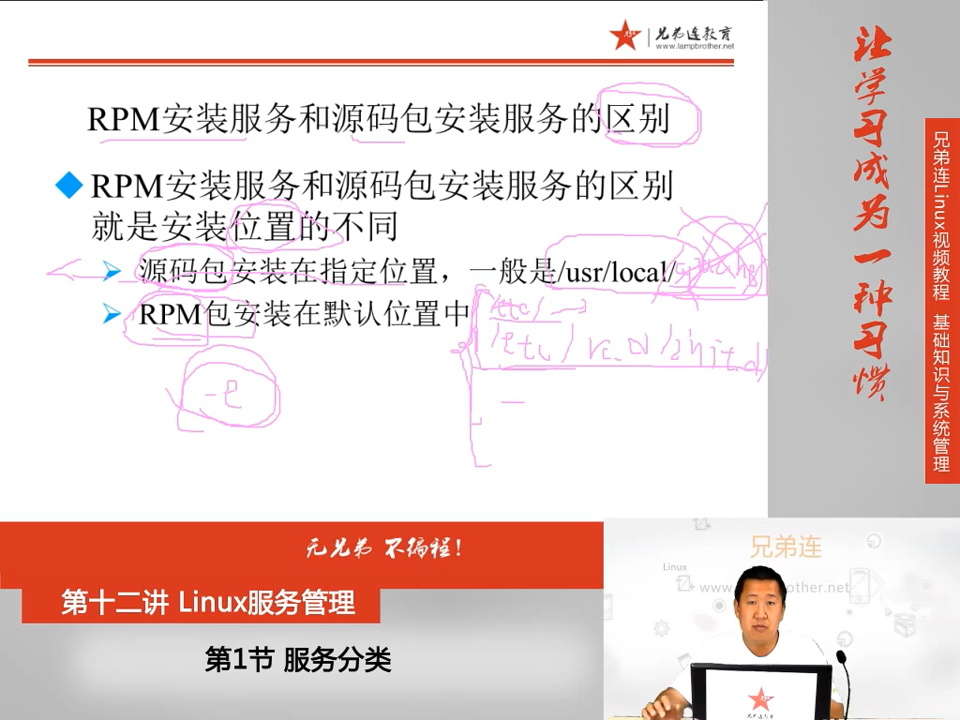 兄弟连教育
www.lampbrother.net
RPM安装服务和源码包安装服务的区别
RPM安装服务和源码包安装服务的区别
就是安装位置的不同
源码包安装在指定位置，一般是/usr/local/
RPM包安装在默认位置中
/etc/
/etc/rc.d/init.d/
-e
让学习成为一种习惯
兄弟连Linux视频教程 基础知识与系统管理
无兄弟 不编程!
第十二讲 Linux服务管理
第1节 服务分类
兄弟连
Linux